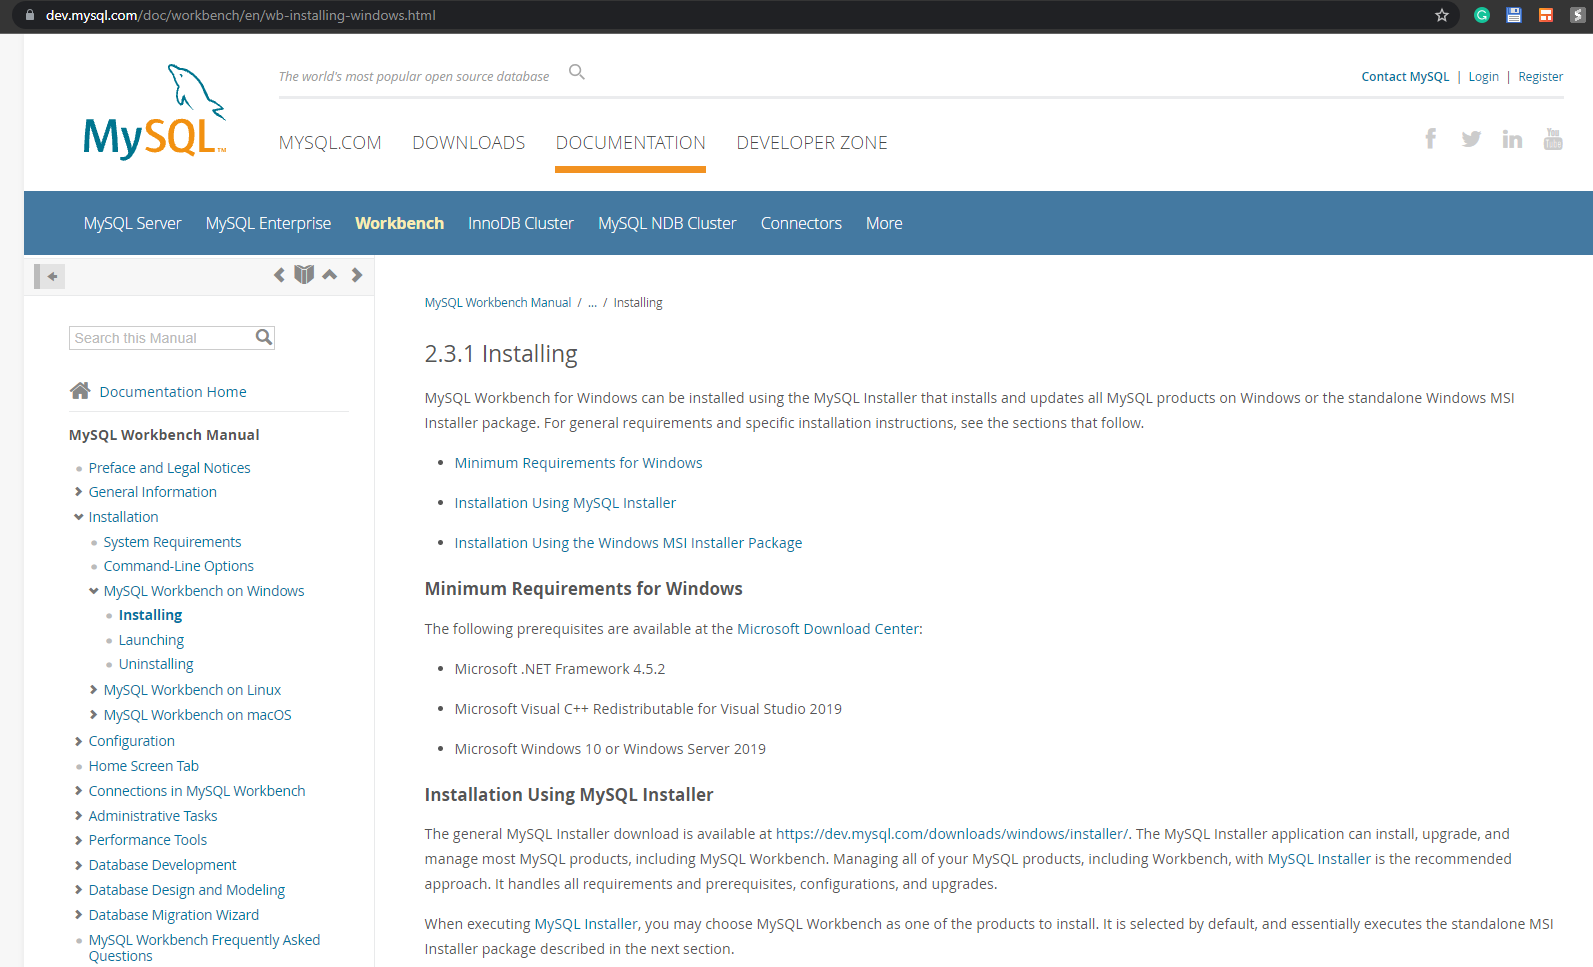 dev.mysql.com/doc/workbench/en/wb-installing-windows.html
The world's most popular open source database
Contact MySQL | Login | Register
MySQL™
MYSQL.COM DOWNLOADS DOCUMENTATION DEVELOPER ZONE
MySQL Server MySQL Enterprise Workbench InnoDB Cluster MySQL NDB Cluster Connectors More
Search this Manual
Documentation Home
MySQL Workbench Manual
Preface and Legal Notices
General Information
Installation
System Requirements
Command-Line Options
MySQL Workbench on Windows
Installing
Launching
Uninstalling
MySQL Workbench on Linux
MySQL Workbench on macOS
Configuration
Home Screen Tab
Connections in MySQL Workbench
Administrative Tasks
Performance Tools
Database Development
Database Design and Modeling
Database Migration Wizard
MySQL Workbench Frequently Asked
Questions
MySQL Workbench Manual / ... / Installing
2.3.1 Installing
MySQL Workbench for Windows can be installed using the MySQL Installer that installs and updates all MySQL products on Windows or the standalone Windows MSI
Installer package. For general requirements and specific installation instructions, see the sections that follow.
• Minimum Requirements for Windows
• Installation Using MySQL Installer
• Installation Using the Windows MSI Installer Package
Minimum Requirements for Windows
The following prerequisites are available at the Microsoft Download Center:
• Microsoft .NET Framework 4.5.2
• Microsoft Visual C++ Redistributable for Visual Studio 2019
• Microsoft Windows 10 or Windows Server 2019
Installation Using MySQL Installer
The general MySQL Installer download is available at https://dev.mysql.com/downloads/windows/installer/. The MySQL Installer application can install, upgrade, and
manage most MySQL products, including MySQL Workbench. Managing all of your MySQL products, including Workbench, with MySQL Installer is the recommended
approach. It handles all requirements and prerequisites, configurations, and upgrades.
When executing MySQL Installer, you may choose MySQL Workbench as one of the products to install. It is selected by default, and essentially executes the standalone MSI
Installer package described in the next section.